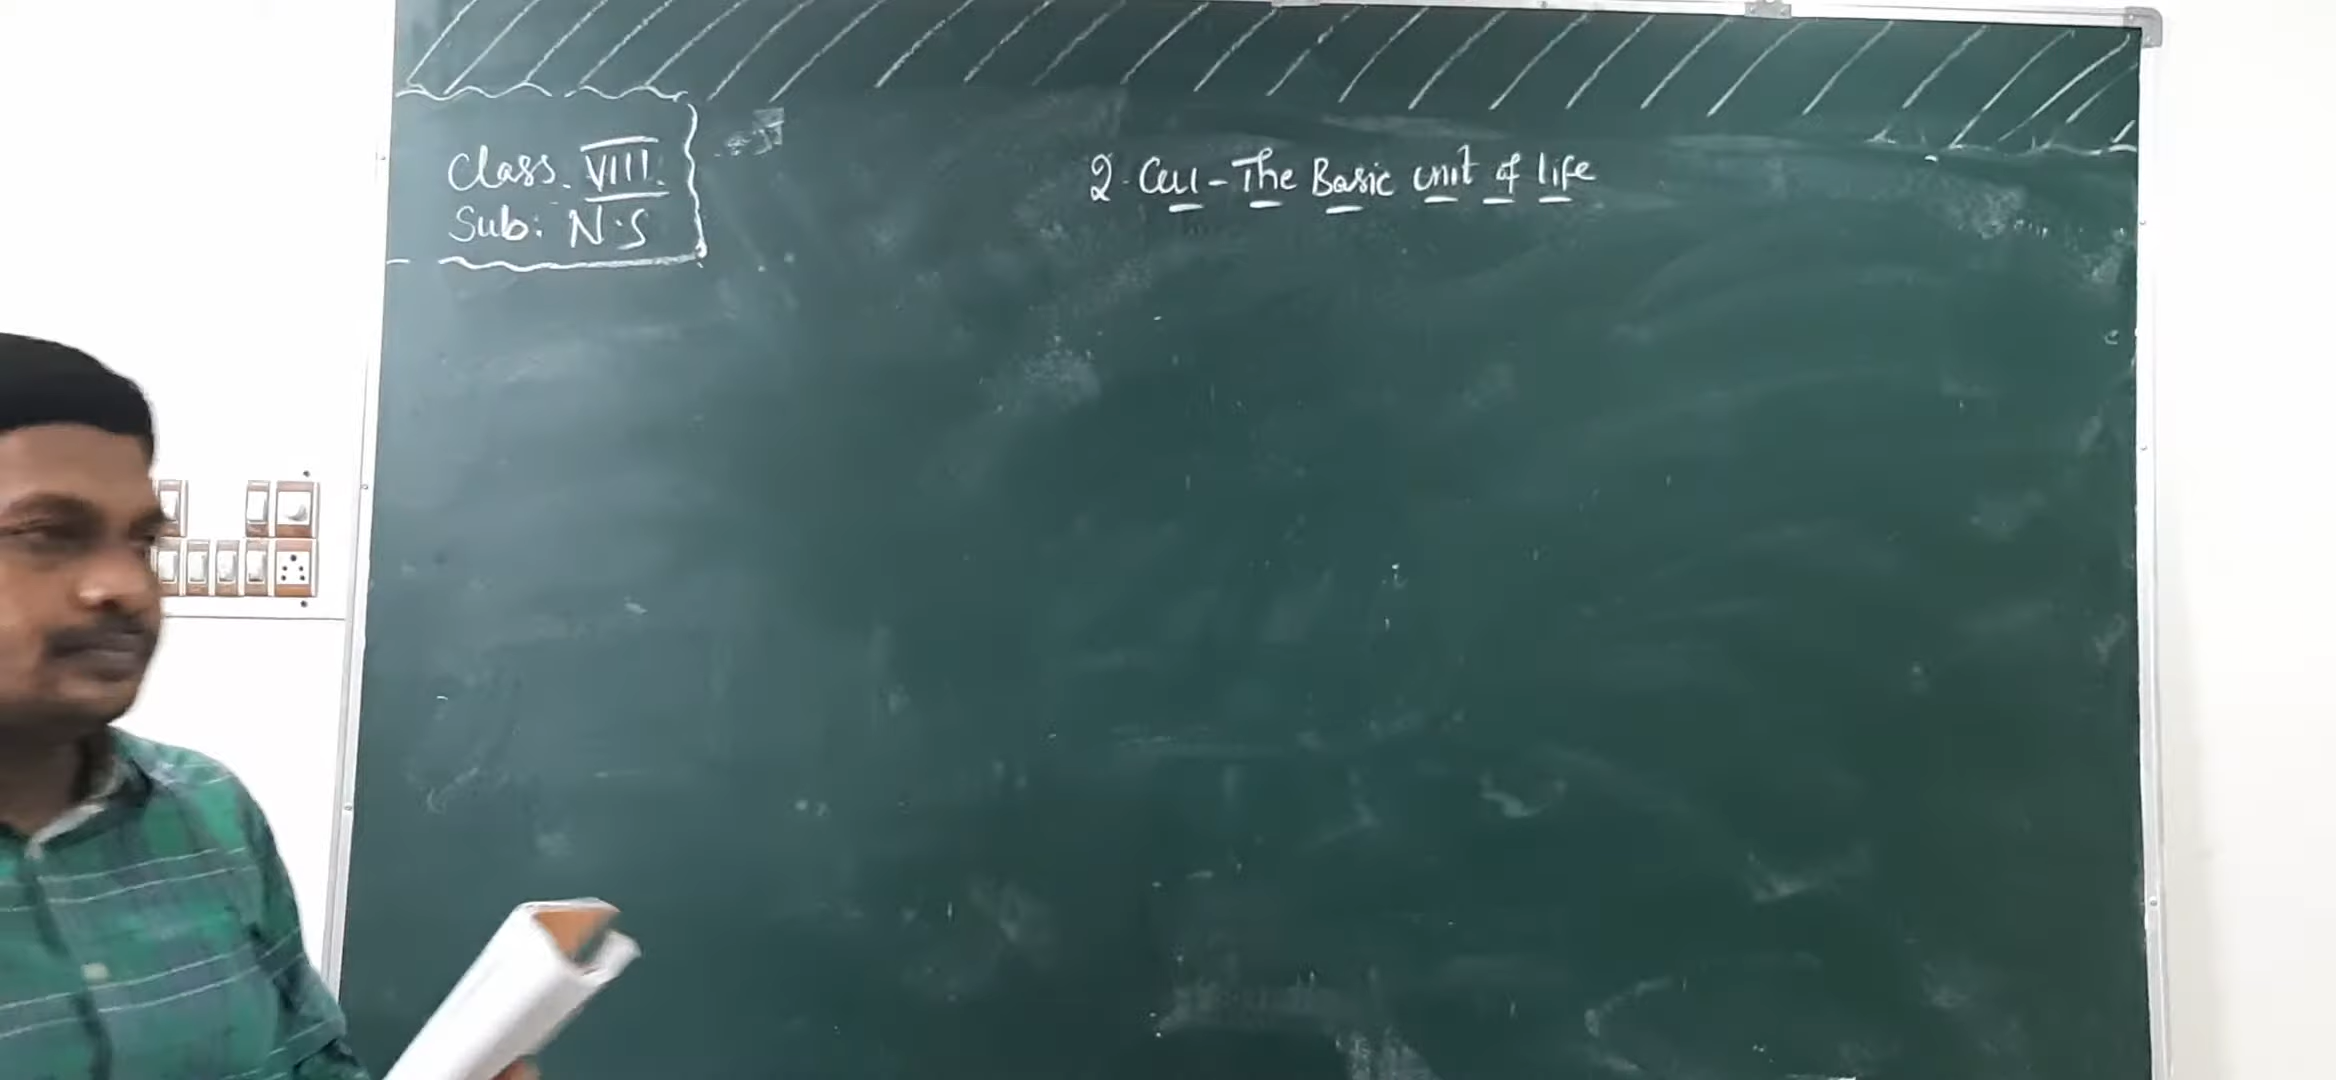 Class. VIII.
Sub: N.S
2. Cell - The Basic unit of life